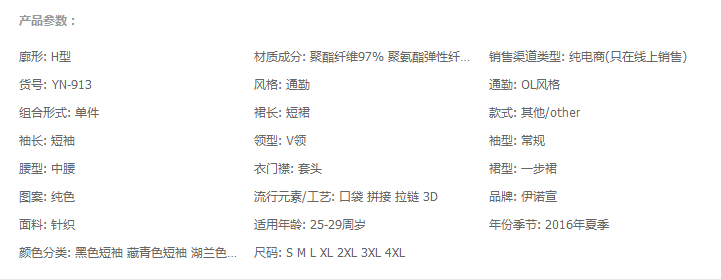 产品参数：
廓形: H型 材质成分: 聚酯纤维97% 聚氨酯弹性纤... 销售渠道类型: 纯电商(只在线上销售)
货号: YN-913 风格: 通勤 通勤: OL风格
组合形式: 单件 裙长: 短裙 款式: 其他/other
袖长: 短袖 领型: V领 袖型: 常规
腰型: 中腰 衣门襟: 套头 裙型: 一步裙
图案: 纯色 流行元素/工艺: 口袋 拼接 拉链 3D 品牌: 伊诺宣
面料: 针织 适用年龄: 25-29周岁 年份季节: 2016年夏季
颜色分类: 黑色短袖 藏青色短袖 湖兰色... 尺码: S M L XL 2XL 3XL 4XL